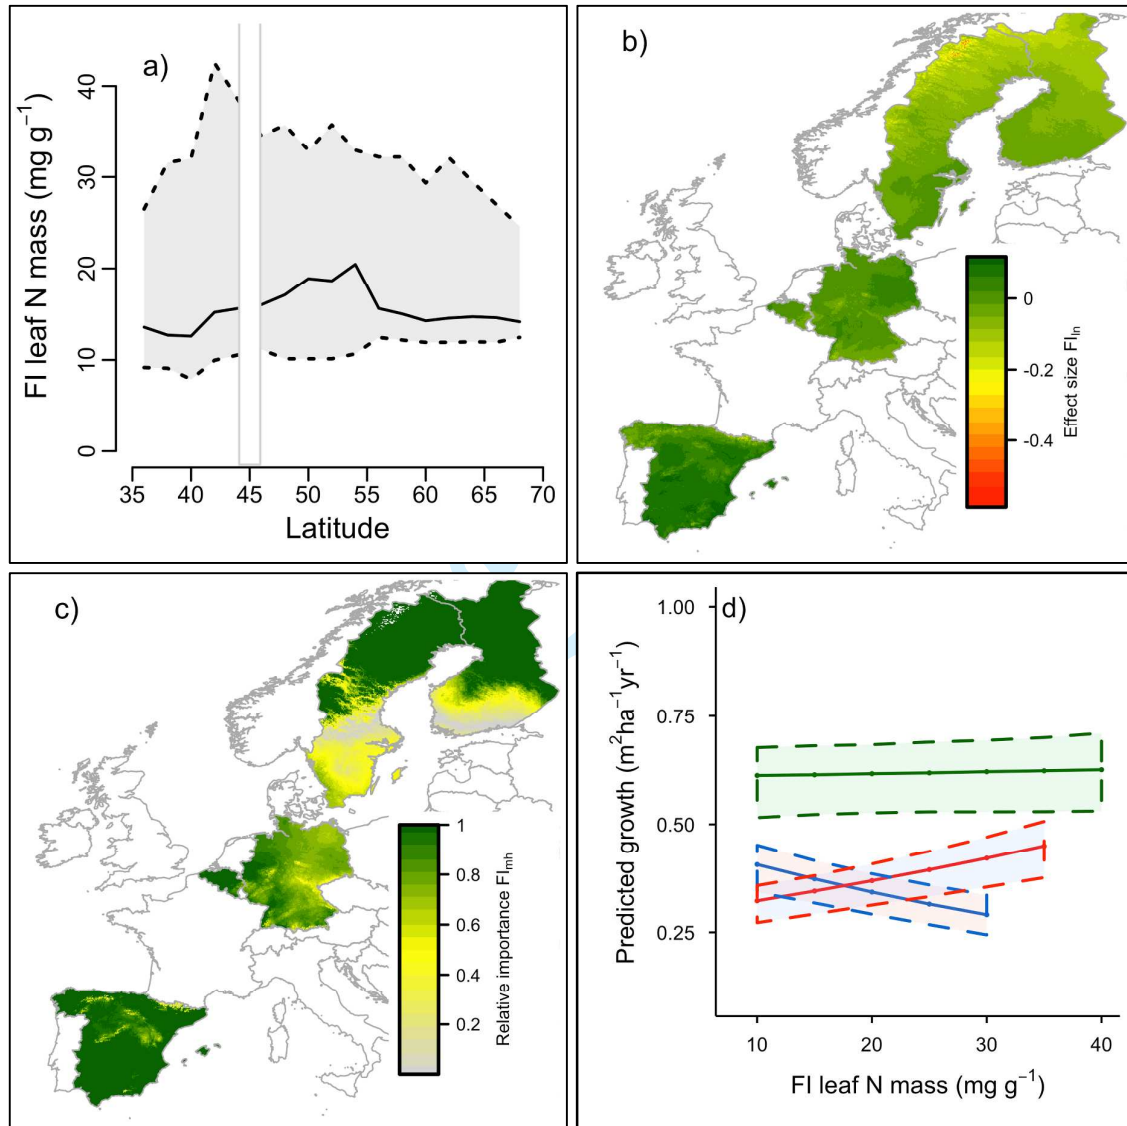 a)
FI leaf N mass (mg g⁻¹)
40
30
20
10
0
35 40 45 50 55 60 65 70
Latitude
b)
0
-0.2
-0.4
Effect size FIln
c)
1
0.8
0.6
0.4
0.2
Relative importance FImh
d)
Predicted growth (m²ha⁻¹yr⁻¹)
1.00
0.75
0.50
0.25
10 20 30 40
FI leaf N mass (mg g⁻¹)